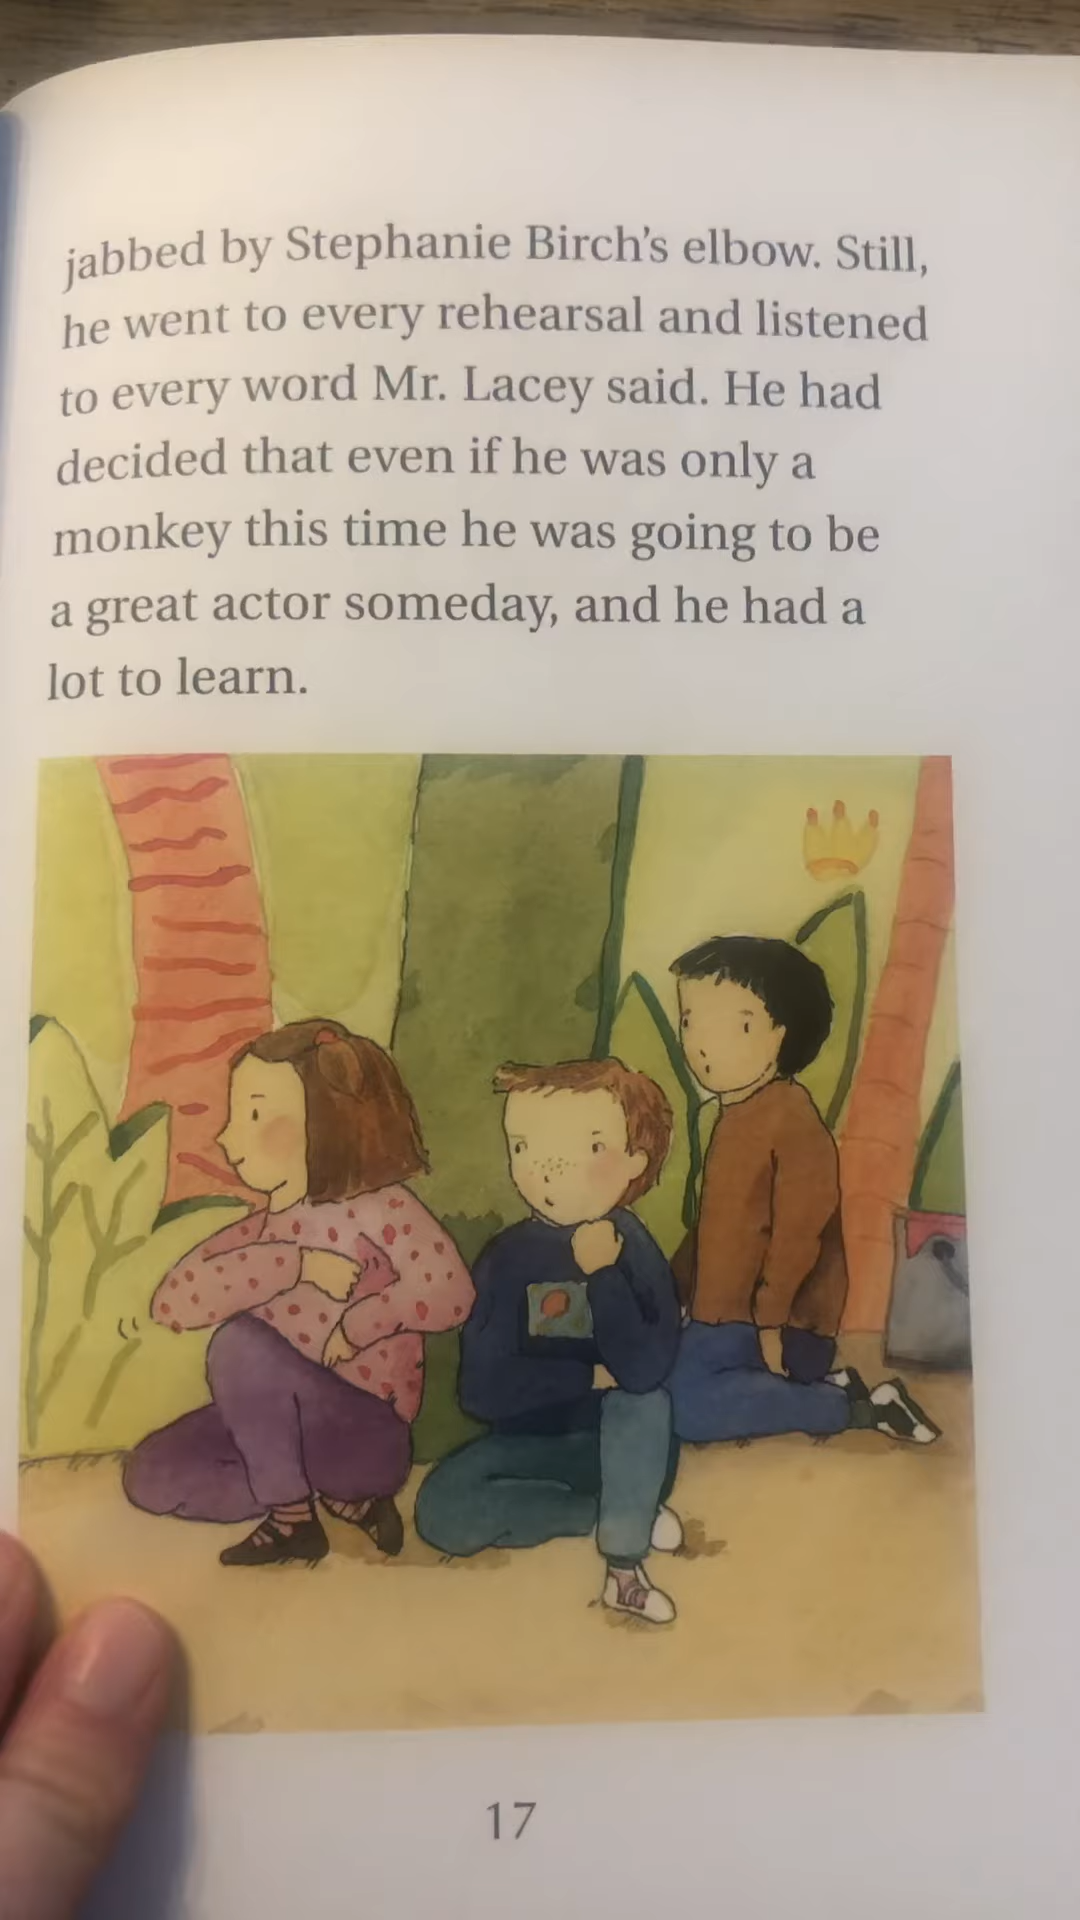 jabbed by Stephanie Birch's elbow. Still,
he went to every rehearsal and listened
to every word Mr. Lacey said. He had
decided that even if he was only a
monkey this time he was going to be
a great actor someday, and he had a
lot to learn.
17